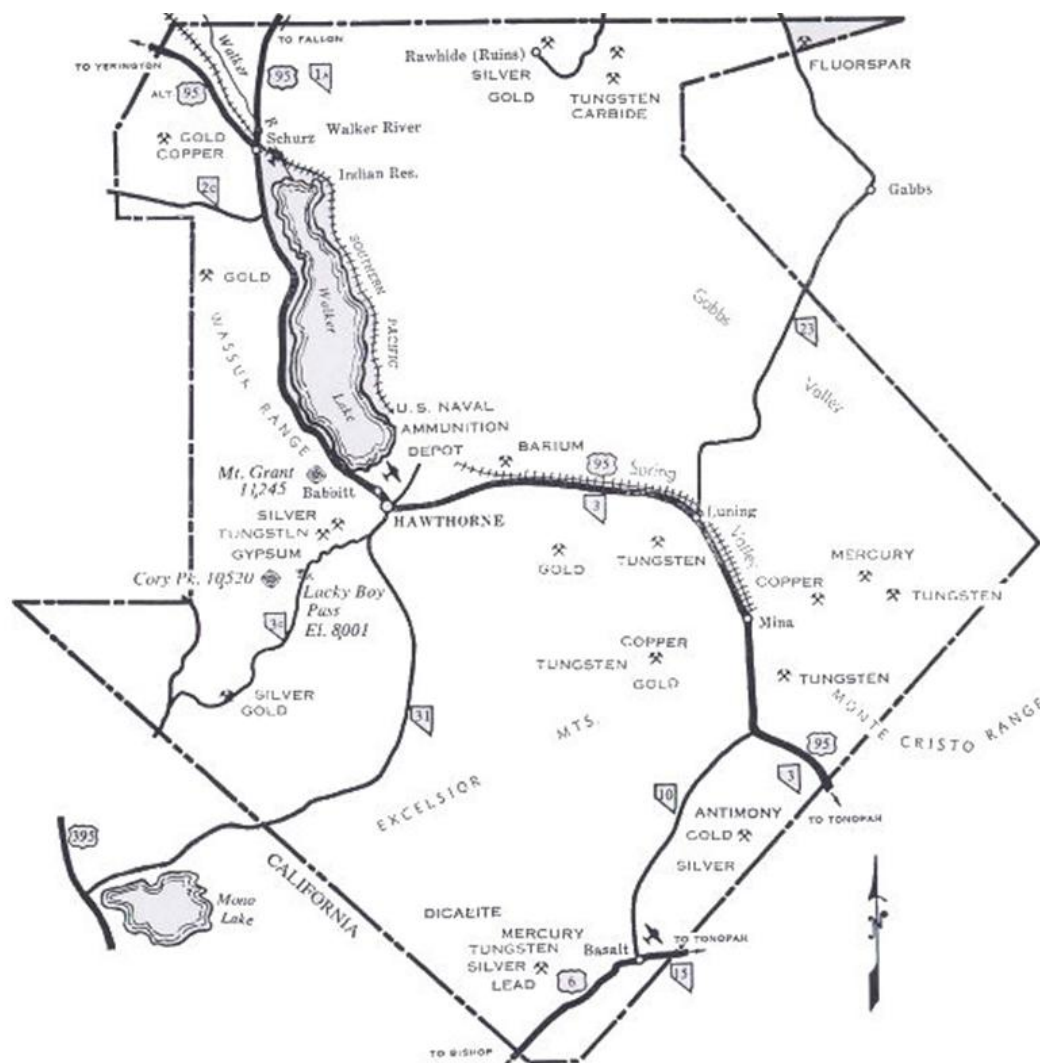 TO FALLON
TO YERINGTON
Walker
R
ALT. 95
95
1A
Rawhide (Ruins)
SILVER
GOLD
TUNGSTEN
CARBIDE
FLUORSPAR
GOLD
COPPER
Schurz
Walker River
Indian Res.
2c
Gabbs
GOLD
SOUTHERN
PACIFIC
Walker
Lake
WASSUK RANGE
Gabbs
Valley
23
U.S. NAVAL
AMMUNITION
DEPOT
Mt. Grant
11,245
Babbitt
HAWTHORNE
BARIUM
95
Spring
Valley
3
Luning
SILVER
TUNGSTEN
GYPSUM
Cory Pk. 10,520
Lucky Boy
Pass
El. 8,001
3c
GOLD
TUNGSTEN
MERCURY
COPPER
TUNGSTEN
Mina
COPPER
TUNGSTEN
GOLD
TUNGSTEN
SILVER
GOLD
31
MTS.
MONTE CRISTO RANGE
95
3
TO TONOPAH
EXCELSIOR
10
ANTIMONY
GOLD
SILVER
395
CALIFORNIA
Mono
Lake
DICALITE
MERCURY
TUNGSTEN
SILVER
LEAD
Basalt
TO TONOPAH
6
15
TO BISHOP
N